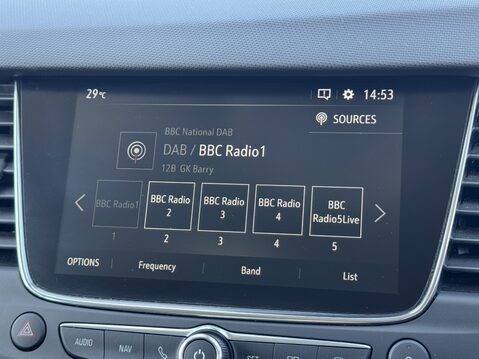 29 °C
14:53
SOURCES
BBC National DAB
DAB / BBC Radio1
12B GK Barry
BBC Radio1
BBC Radio
2
BBC Radio
3
BBC Radio
4
BBC
Radio5Live
1
2
3
4
5
OPTIONS
Frequency
Band
List
AUDIO
NAV
SET